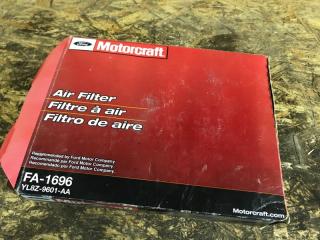 Ford Motorcraft
Air Filter
Filtre à air
Filtro de aire
Recommended by Ford Motor Company
Recommandé par Ford Motor Company
Recomendado por Ford Motor Company
FA-1696
YL8Z-9601-AA
Motorcraft.com